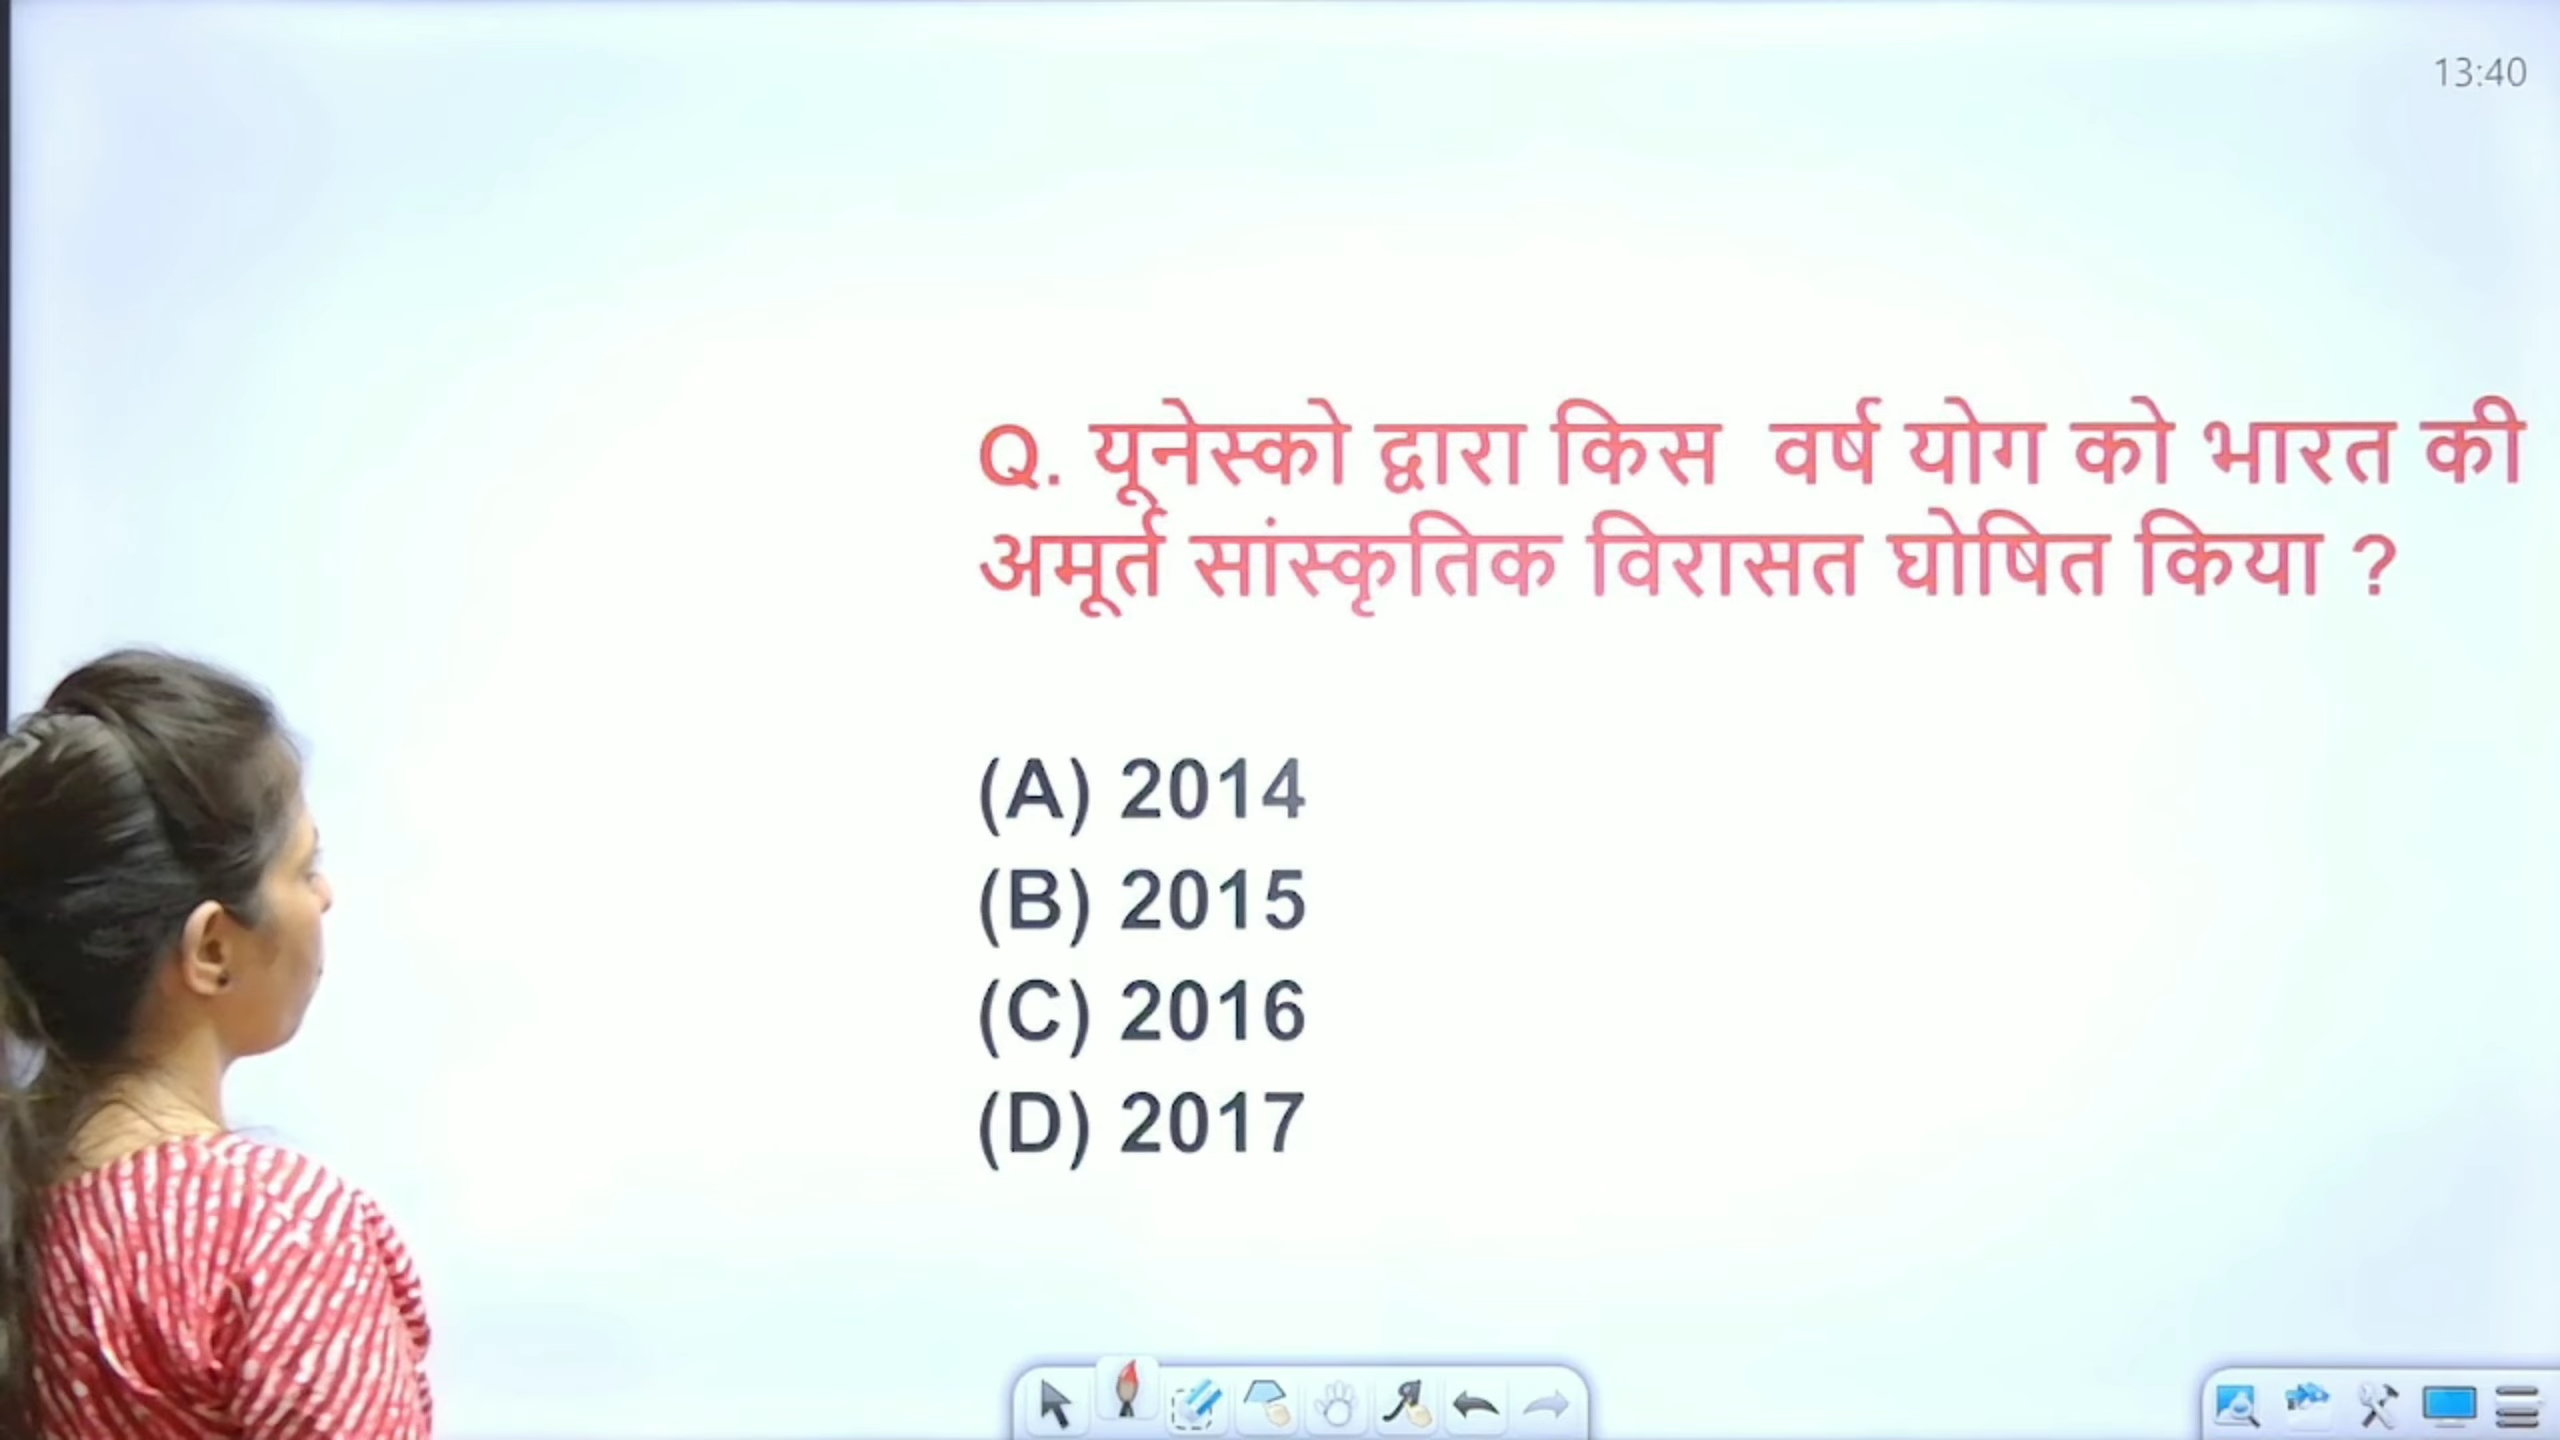 13:40
Q. यूनेस्को द्वारा किस वर्ष योग को भारत की
अमूर्त सांस्कृतिक विरासत घोषित किया ?
(A) 2014
(B) 2015
(C) 2016
(D) 2017